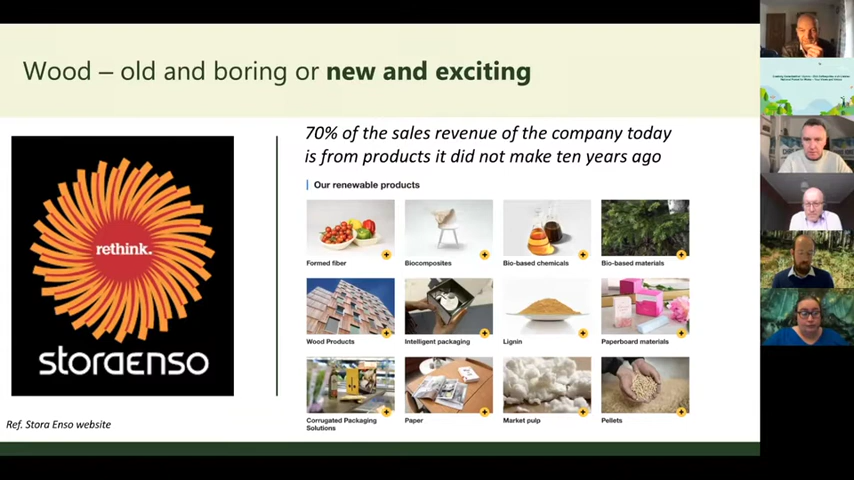 Wood – old and boring or new and exciting
70% of the sales revenue of the company today
is from products it did not make ten years ago
Our renewable products
rethink.
storaenso
Formed fiber
Biocomposites
Bio-based chemicals
Bio-based materials
Wood Products
Intelligent packaging
Lignin
Paperboard materials
Corrugated Packaging
Solutions
Paper
Market pulp
Pellets
Ref. Stora Enso website